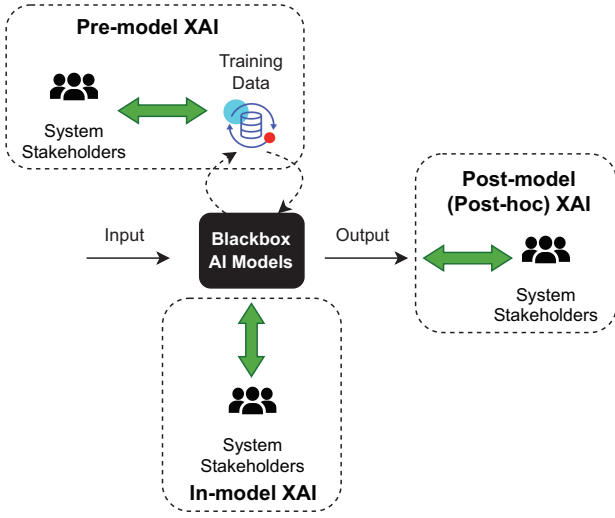 Pre-model XAI
Training
Data
System
Stakeholders
Input
Blackbox
AI Models
Output
Post-model
(Post-hoc) XAI
System
Stakeholders
System
Stakeholders
In-model XAI